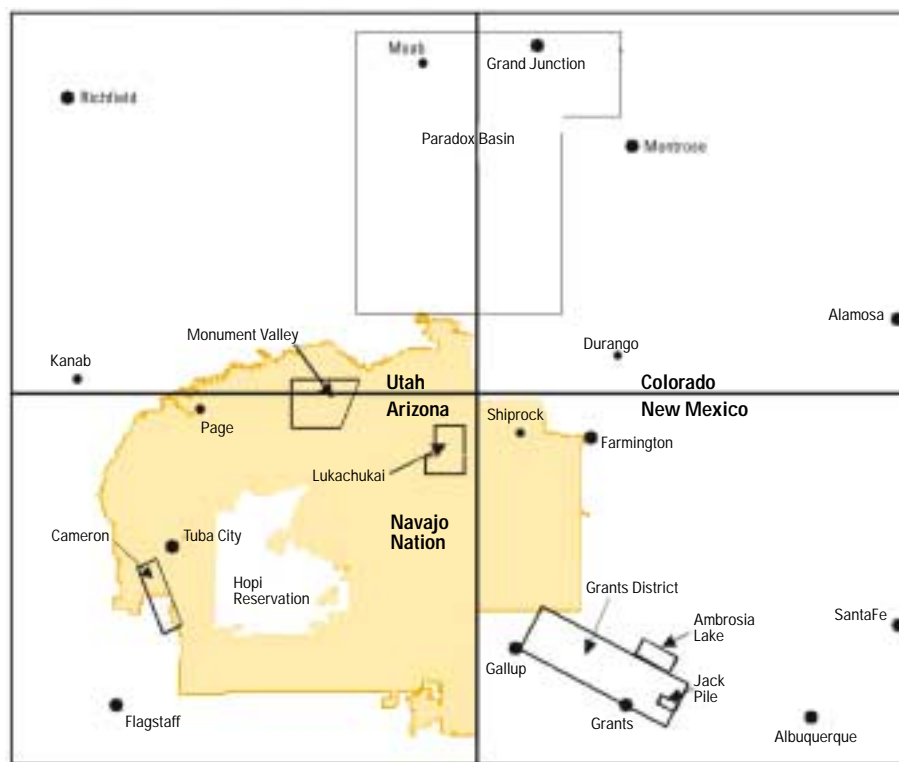 Moab
Grand Junction
Richfield
Paradox Basin
Montrose
Alamosa
Monument Valley
Durango
Kanab
Utah
Colorado
Arizona
New Mexico
Page
Shiprock
Farmington
Lukachukai
Navajo
Nation
Cameron
Tuba City
Hopi
Reservation
Grants District
Ambrosia
Lake
SantaFe
Gallup
Jack
Pile
Flagstaff
Grants
Albuquerque